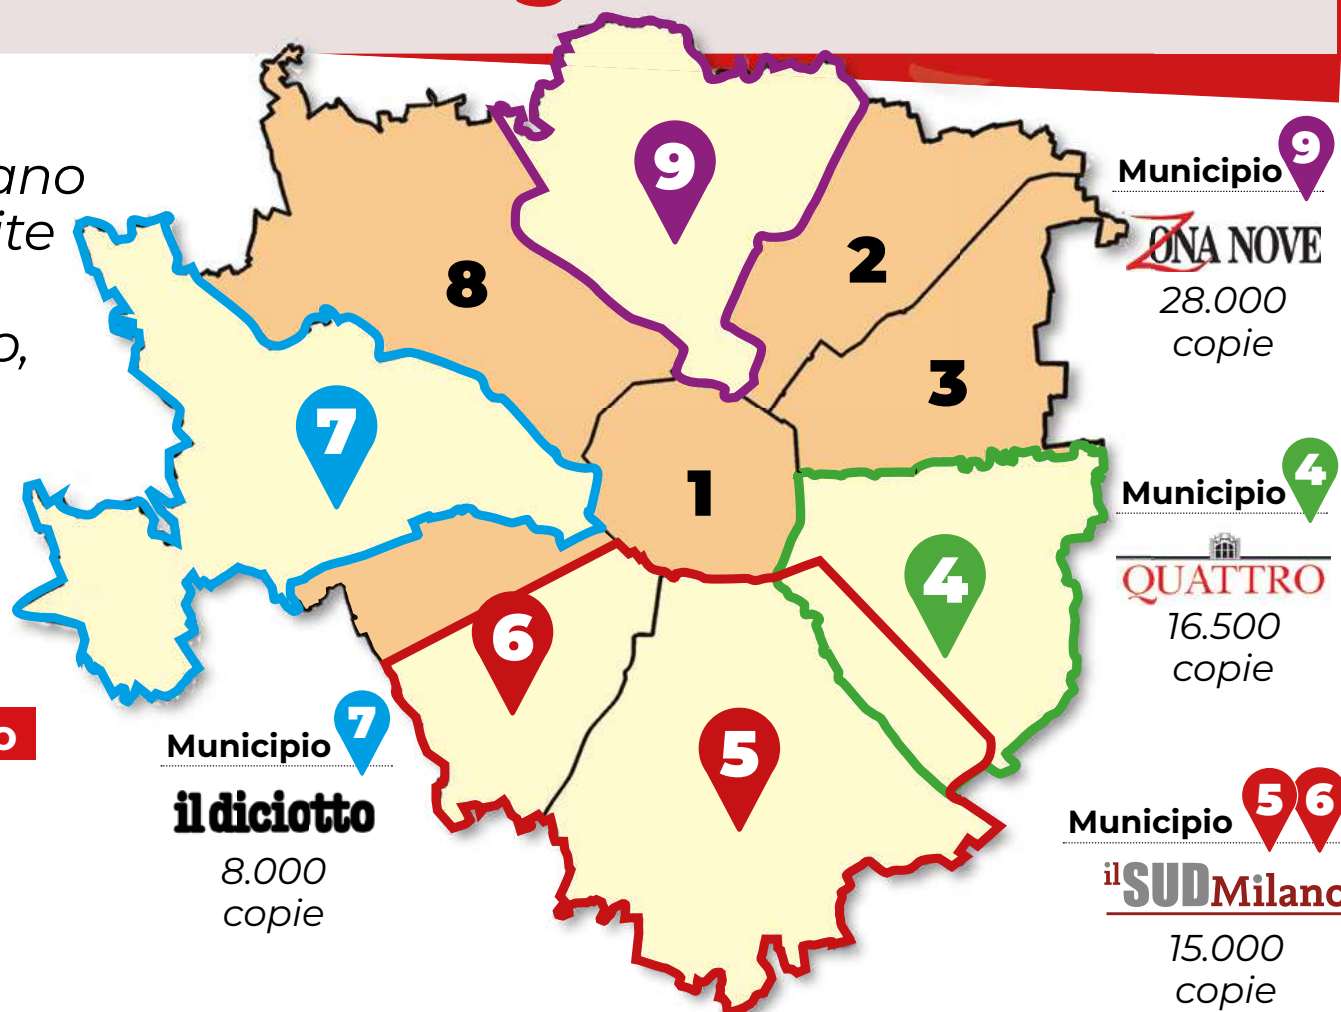 9
8
2
3
7
1
4
6
5
Municipio 9
ZONA NOVE
28.000
copie
Municipio 4
QUATTRO
16.500
copie
Municipio 7
il diciotto
8.000
copie
Municipio 5 6
il SUD Milano
15.000
copie